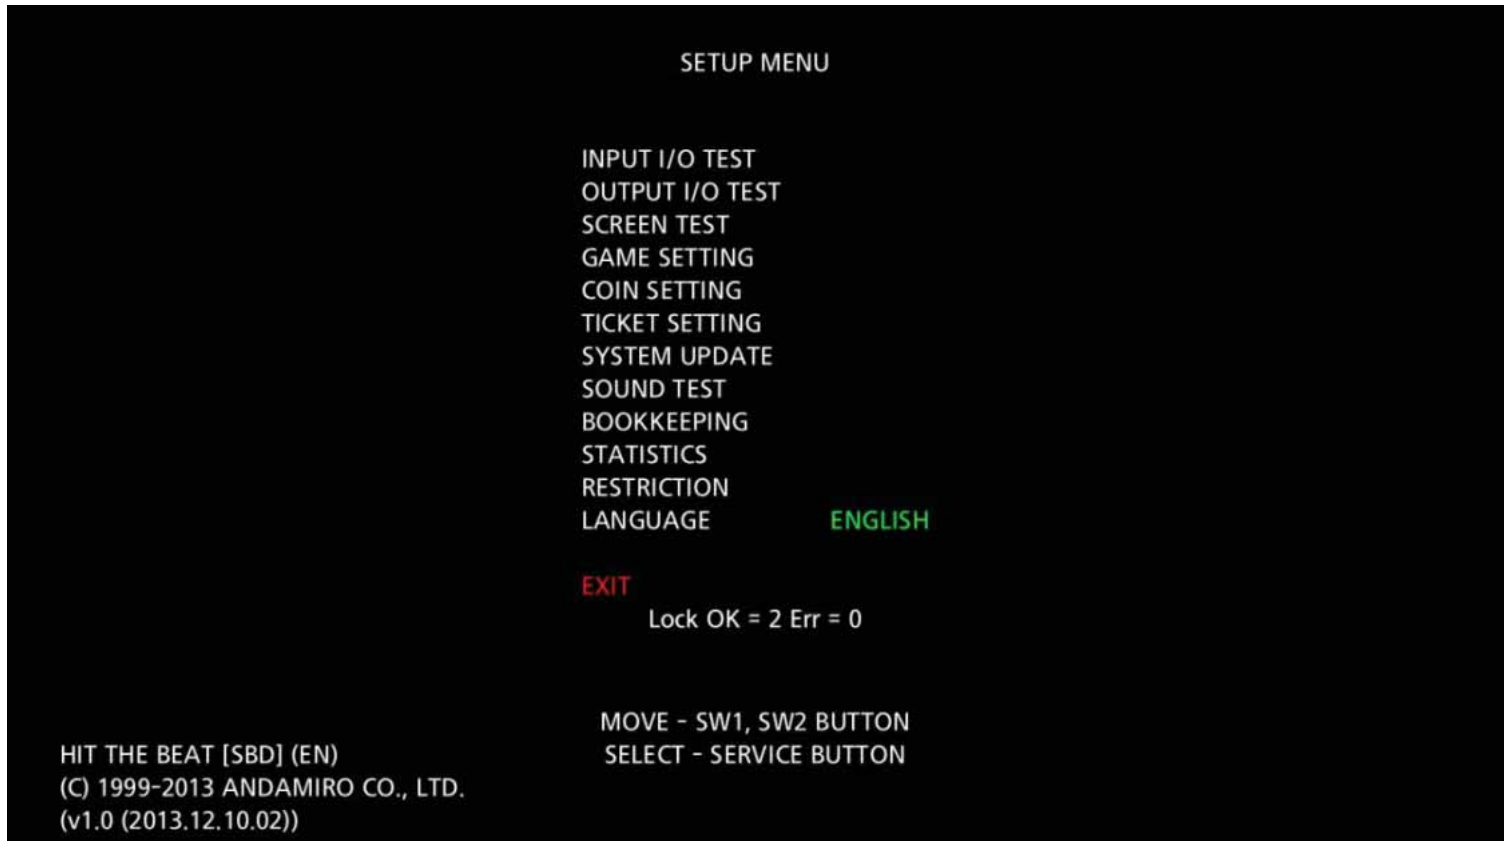 SETUP MENU
INPUT I/O TEST
OUTPUT I/O TEST
SCREEN TEST
GAME SETTING
COIN SETTING
TICKET SETTING
SYSTEM UPDATE
SOUND TEST
BOOKKEEPING
STATISTICS
RESTRICTION
LANGUAGE ENGLISH
EXIT
Lock OK = 2 Err = 0
MOVE - SW1, SW2 BUTTON
SELECT - SERVICE BUTTON
HIT THE BEAT [SBD] (EN)
(C) 1999-2013 ANDAMIRO CO., LTD.
(v1.0 (2013.12.10.02))